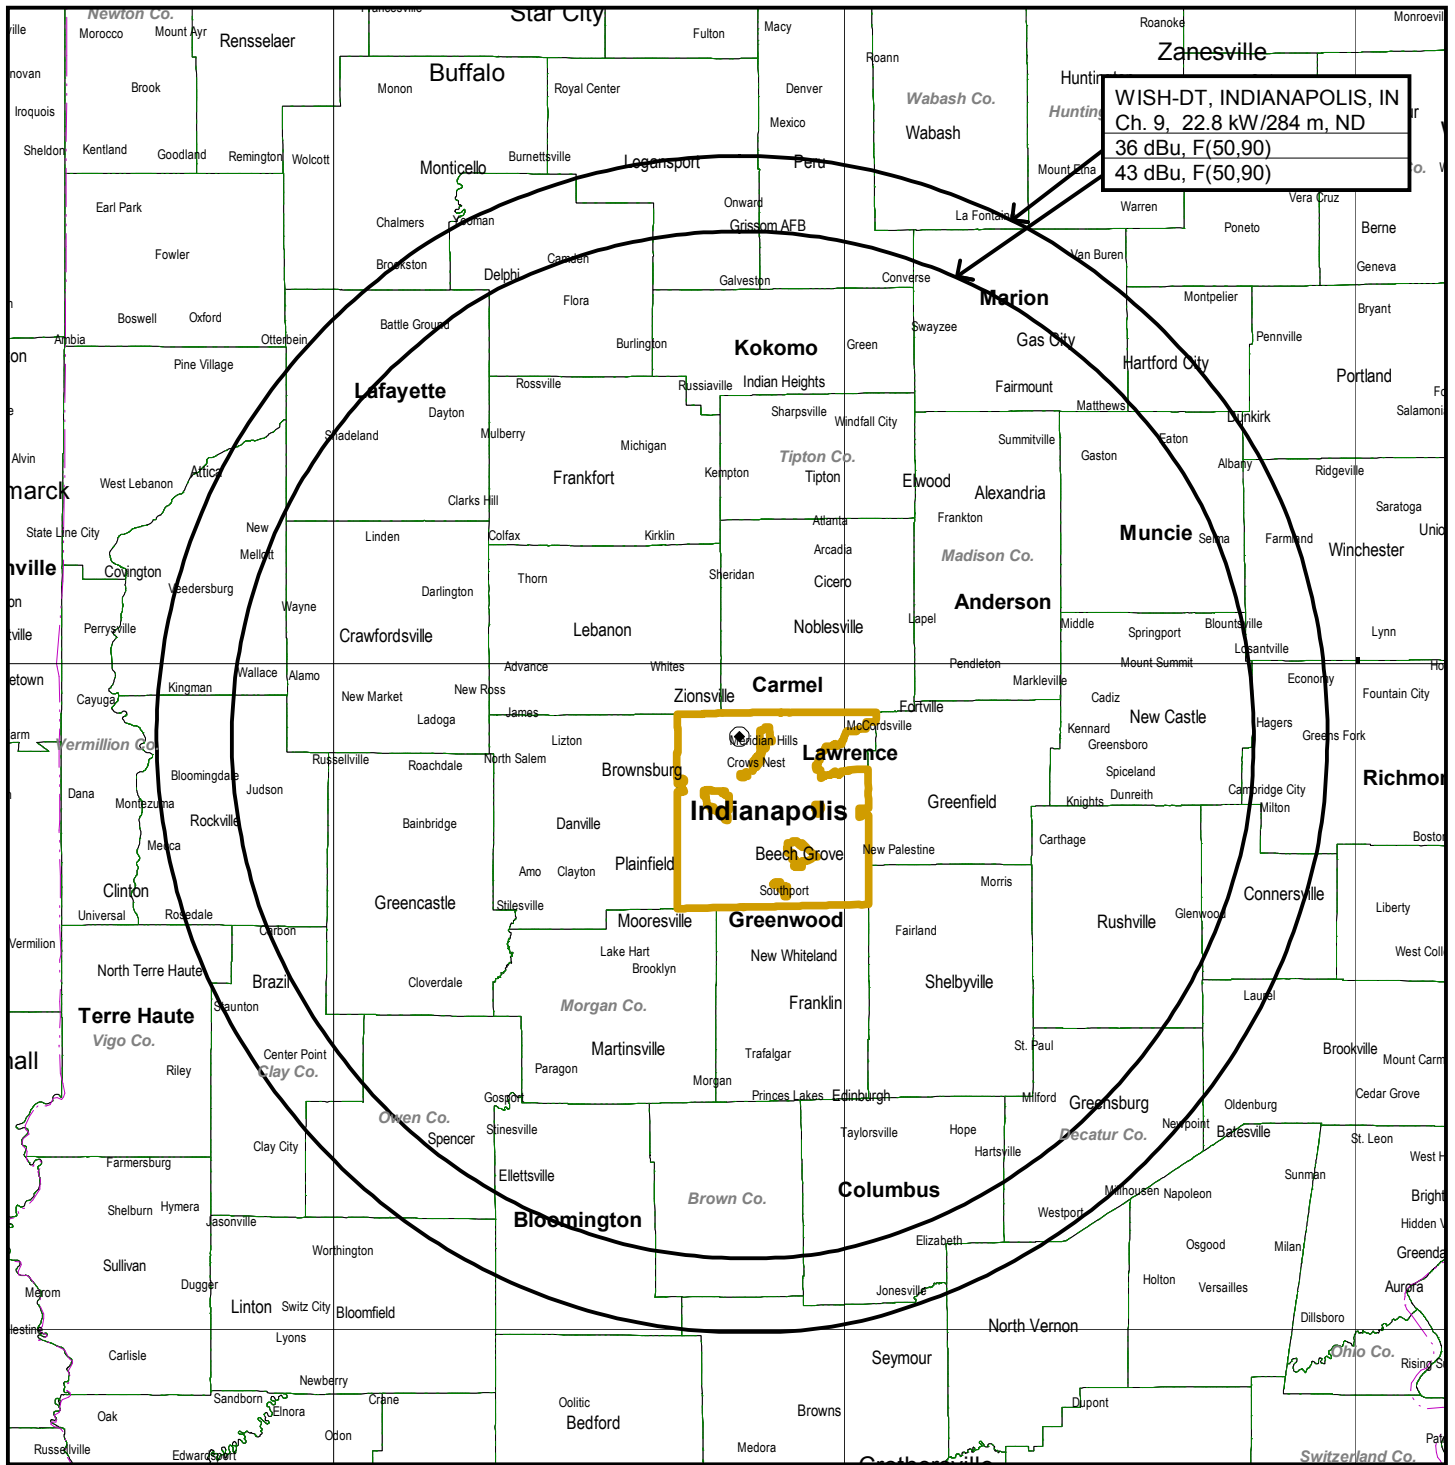 Newton Co.
Morocco
Mount Ayr
Rensselaer
Star City
Fulton
Macy
Roann
Roanoke
Zanesville
Buffalo
Monon
Royal Center
Denver
Mexico
Wabash Co.
Wabash
Brook
Iroquois
Sheldon
Kentland
Goodland
Remington
Wolcott
Monticello
Burnettsville
Logansport
Peru
WISH-DT, INDIANAPOLIS, IN
Ch. 9, 22.8 kW/284 m, ND
36 dBu, F(50,90)
43 dBu, F(50,90)
Mount Etna
Warren
Vera Cruz
Earl Park
Chalmers
Yeoman
Onward
Grissom AFB
La Fontaine
Poneto
Berne
Fowler
Brookston
Delphi
Camden
Galveston
Converse
Van Buren
Geneva
Boswell
Oxford
Flora
Marion
Montpelier
Bryant
Ambia
Otterbein
Battle Ground
Burlington
Kokomo
Green
Swayzee
Gas City
Pennville
Pine Village
Hartford City
Portland
Lafayette
Rossville
Russiaville
Indian Heights
Fairmount
Dayton
Sharpsville
Windfall City
Matthews
Dunkirk
Shadeland
Mulberry
Michigan
Tipton Co.
Summitville
Eaton
Alvin
Attica
West Lebanon
Frankfort
Kempton
Tipton
Elwood
Gaston
Albany
Ridgeville
Alexandria
Clarks Hill
Saratoga
State Line City
New
Linden
Colfax
Kirklin
Atlanta
Frankton
Muncie
Selma
Farmland
Winchester
Mellott
Arcadia
Madison Co.
Covington
Veedersburg
Thorn
Sheridan
Cicero
Darlington
Wayne
Anderson
Perrysville
Crawfordsville
Lebanon
Noblesville
Lapel
Middle
Springport
Blountsville
Lynn
Losantville
Wallace
Alamo
Advance
Whites
Pendleton
Mount Summit
Markleville
Economy
Kingman
Cayuga
New Market
New Ross
Zionsville
Carmel
Cadiz
Fountain City
Ladoga
James
Fortville
McCordsville
Kennard
New Castle
Hagers
Vermillion Co.
Lizton
Meridian Hills
Greensboro
Greens Fork
Russellville
Roachdale
North Salem
Brownsburg
Crows Nest
Lawrence
Spiceland
Bloomingdale
Judson
Dana
Montezuma
Knights
Dunreith
Cambridge City
Milton
Rockville
Bainbridge
Danville
Indianapolis
Greenfield
Mecca
Plainfield
Beech Grove
New Palestine
Carthage
Clinton
Amo
Clayton
Southport
Morris
Connersville
Universal
Rosedale
Greencastle
Stilesville
Mooresville
Greenwood
Rushville
Glenwood
Liberty
Vermilion
Carbon
Fairland
North Terre Haute
Brazil
Lake Hart
Brooklyn
New Whiteland
Cloverdale
Shelbyville
Staunton
Morgan Co.
Franklin
Laurel
Terre Haute
Vigo Co.
Center Point
Clay Co.
Martinsville
Trafalgar
St. Paul
Brookville
Riley
Paragon
Morgan
Princes Lakes
Edinburgh
Milford
Greensburg
Cedar Grove
Gosport
Owen Co.
Spencer
Stinesville
Taylorsville
Hope
Hartsville
Decatur Co.
Newpoint
Oldenburg
Batesville
St. Leon
Clay City
Farmersburg
Ellettsville
Sunman
Shelburn
Hymera
Jasonville
Bloomington
Brown Co.
Columbus
Millhousen
Napoleon
Westport
Elizabeth
Worthington
Osgood
Milan
Sullivan
Merom
Dugger
Linton
Switz City
Bloomfield
Jonesville
Holton
Versailles
Aurora
Lyons
North Vernon
Dillsboro
Carlisle
Seymour
Ohio Co.
Newberry
Sandborn
Elnora
Crane
Oak
Odon
Oolitic
Bedford
Browns
Dupont
Medora
Russellville
Edwardsport
Crothersville
Switzerland Co.